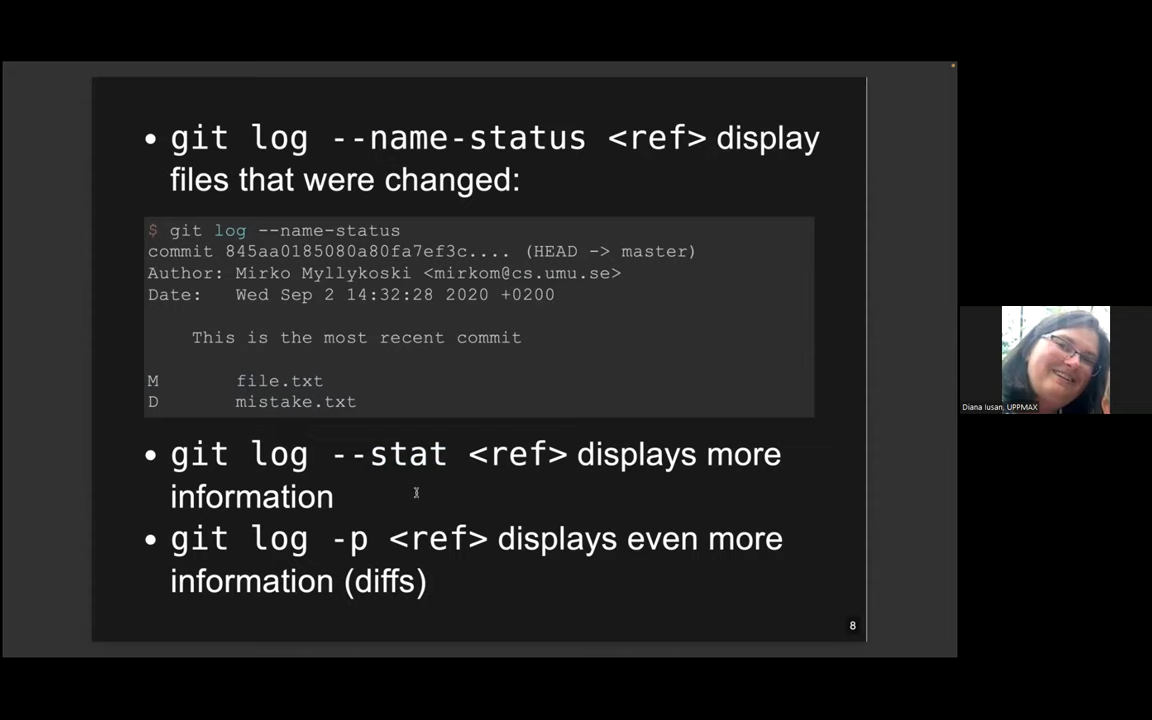 • git log --name-status <ref> display
files that were changed:
$ git log --name-status
commit 845aa0185080a80fa7ef3c.... (HEAD -> master)
Author: Mirko Myllykoski <mirkom@cs.umu.se>
Date:   Wed Sep 2 14:32:28 2020 +0200
This is the most recent commit
M        file.txt
D        mistake.txt
• git log --stat <ref> displays more
information
• git log -p <ref> displays even more
information (diffs)
8
Diana Iusan, UPPMAX